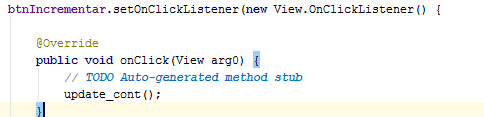 btnIncrementar.setOnClickListener(new View.OnClickListener() {
@Override
public void onClick(View arg0) {
// TODO Auto-generated method stub
update_cont();
}